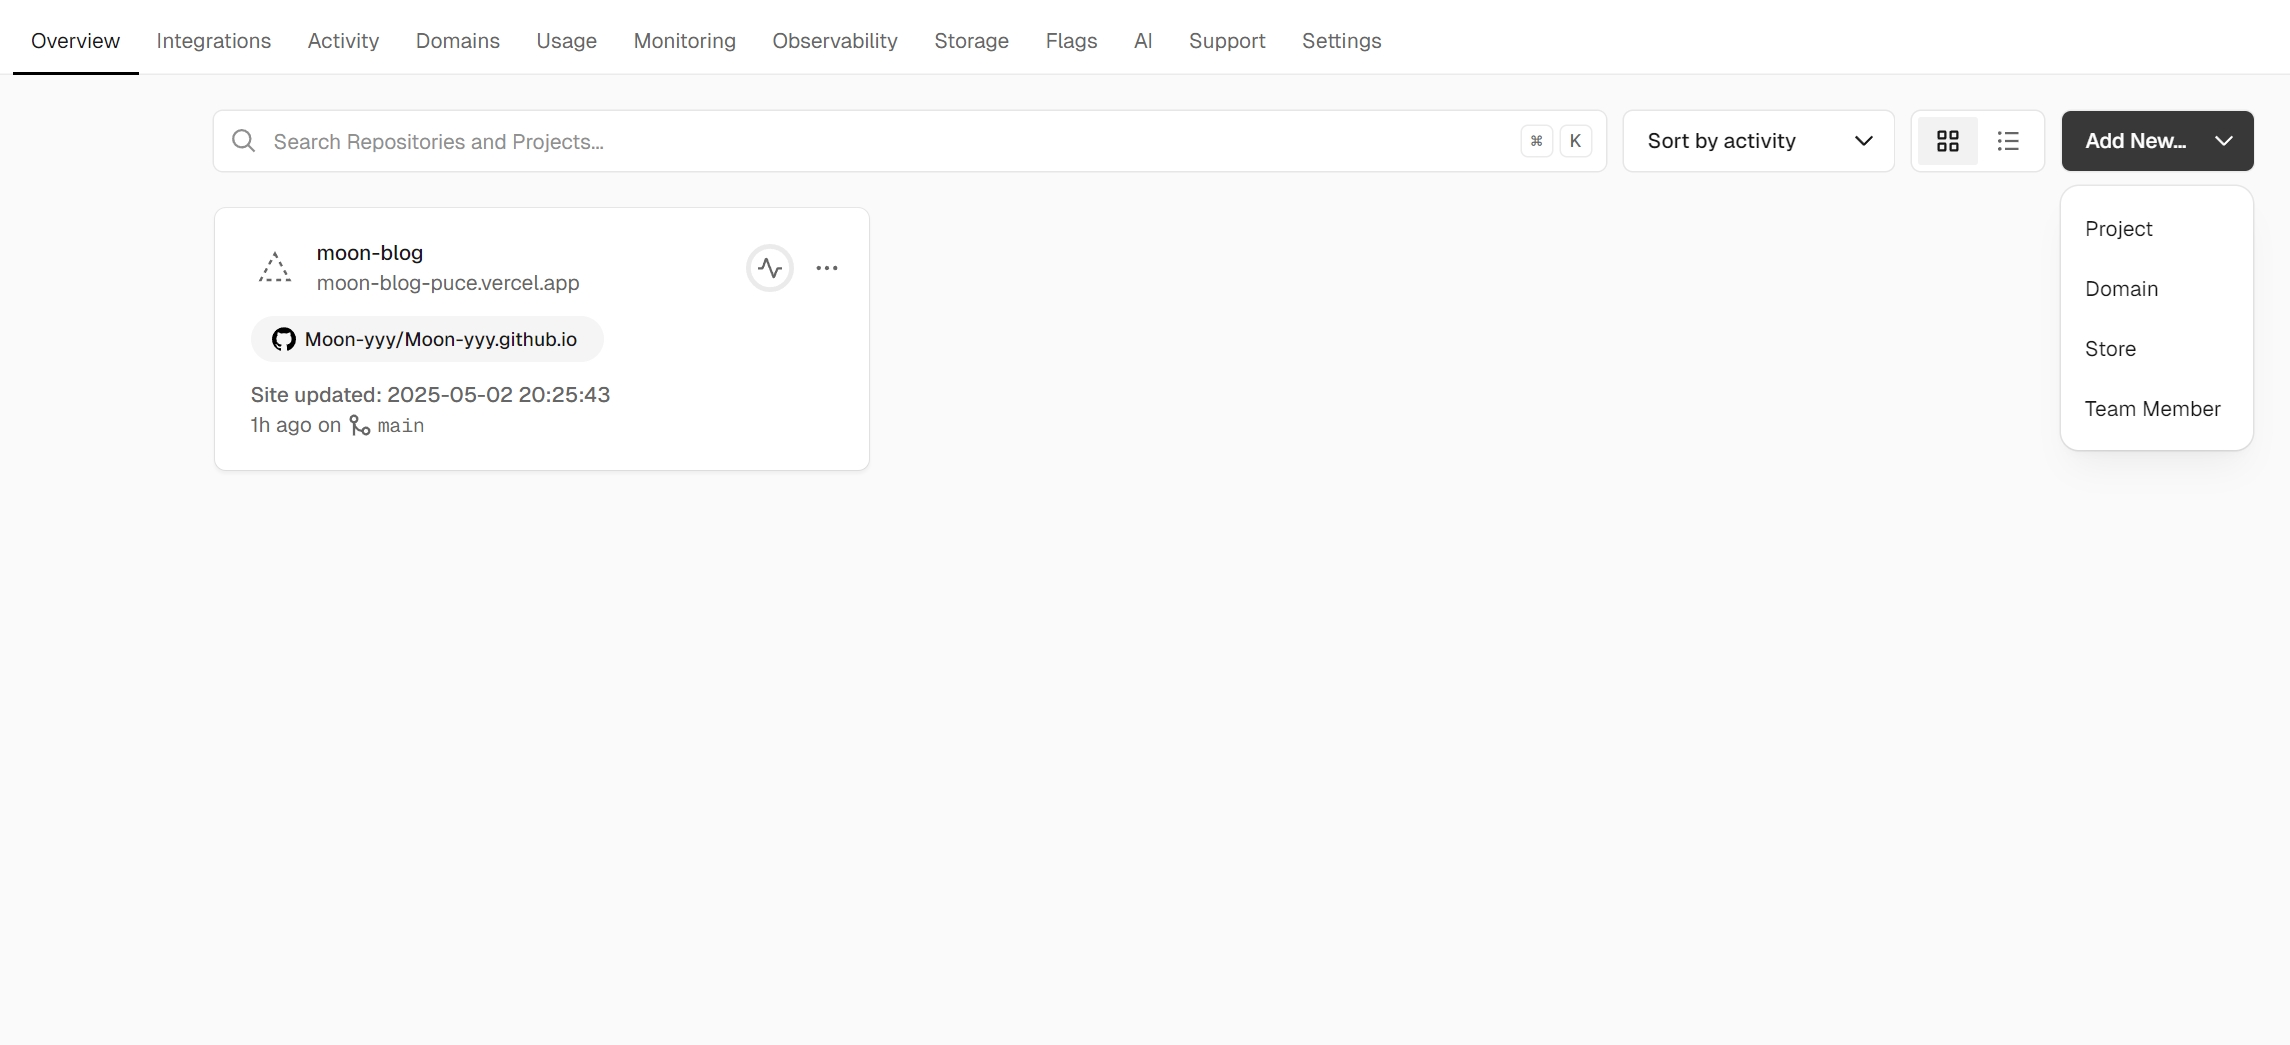 Overview Integrations Activity Domains Usage Monitoring Observability Storage Flags AI Support Settings
Search Repositories and Projects... ⌘ K Sort by activity Add New...
Project
Domain
Store
Team Member
moon-blog
moon-blog-puce.vercel.app
Moon-yyy/Moon-yyy.github.io
Site updated: 2025-05-02 20:25:43
1h ago on main